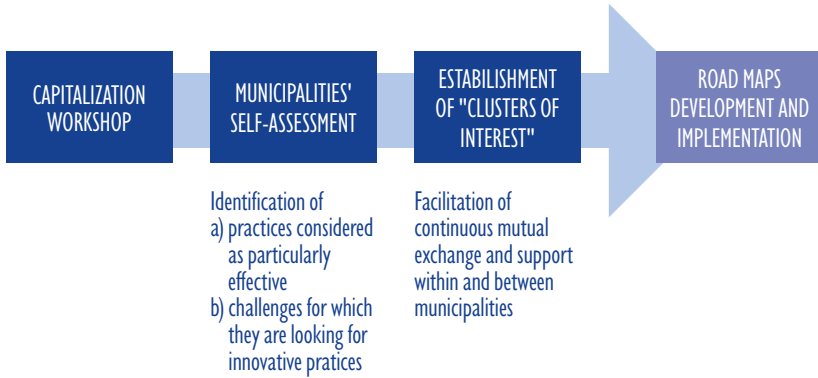 CAPITALIZATION
WORKSHOP
MUNICIPALITIES'
SELF-ASSESSMENT
ESTABILISHMENT
OF "CLUSTERS OF
INTEREST"
ROAD MAPS
DEVELOPMENT AND
IMPLEMENTATION
Identification of
a) practices considered
as particularly
effective
b) challenges for which
they are looking for
innovative pratices
Facilitation of
continuous mutual
exchange and support
within and between
municipalities